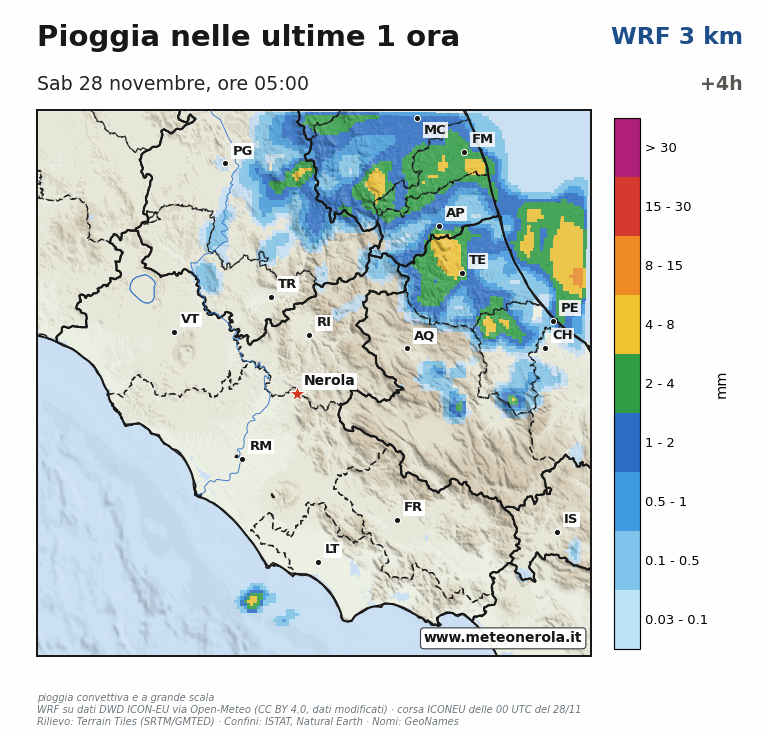 Pioggia nelle ultime 1 ora
WRF 3 km
Sab 28 novembre, ore 05:00
+4h
MC
FM
PG
AP
TE
TR
PE
VT
RI
AQ
CH
Nerola
RM
FR
IS
LT
www.meteonerola.it
> 30
15 - 30
8 - 15
4 - 8
2 - 4
1 - 2
0.5 - 1
0.1 - 0.5
0.03 - 0.1
mm
pioggia convettiva e a grande scala
WRF su dati DWD ICON-EU via Open-Meteo (CC BY 4.0, dati modificati) · corsa ICONEU delle 00 UTC del 28/11
Rilievo: Terrain Tiles (SRTM/GMTED) · Confini: ISTAT, Natural Earth · Nomi: GeoNames